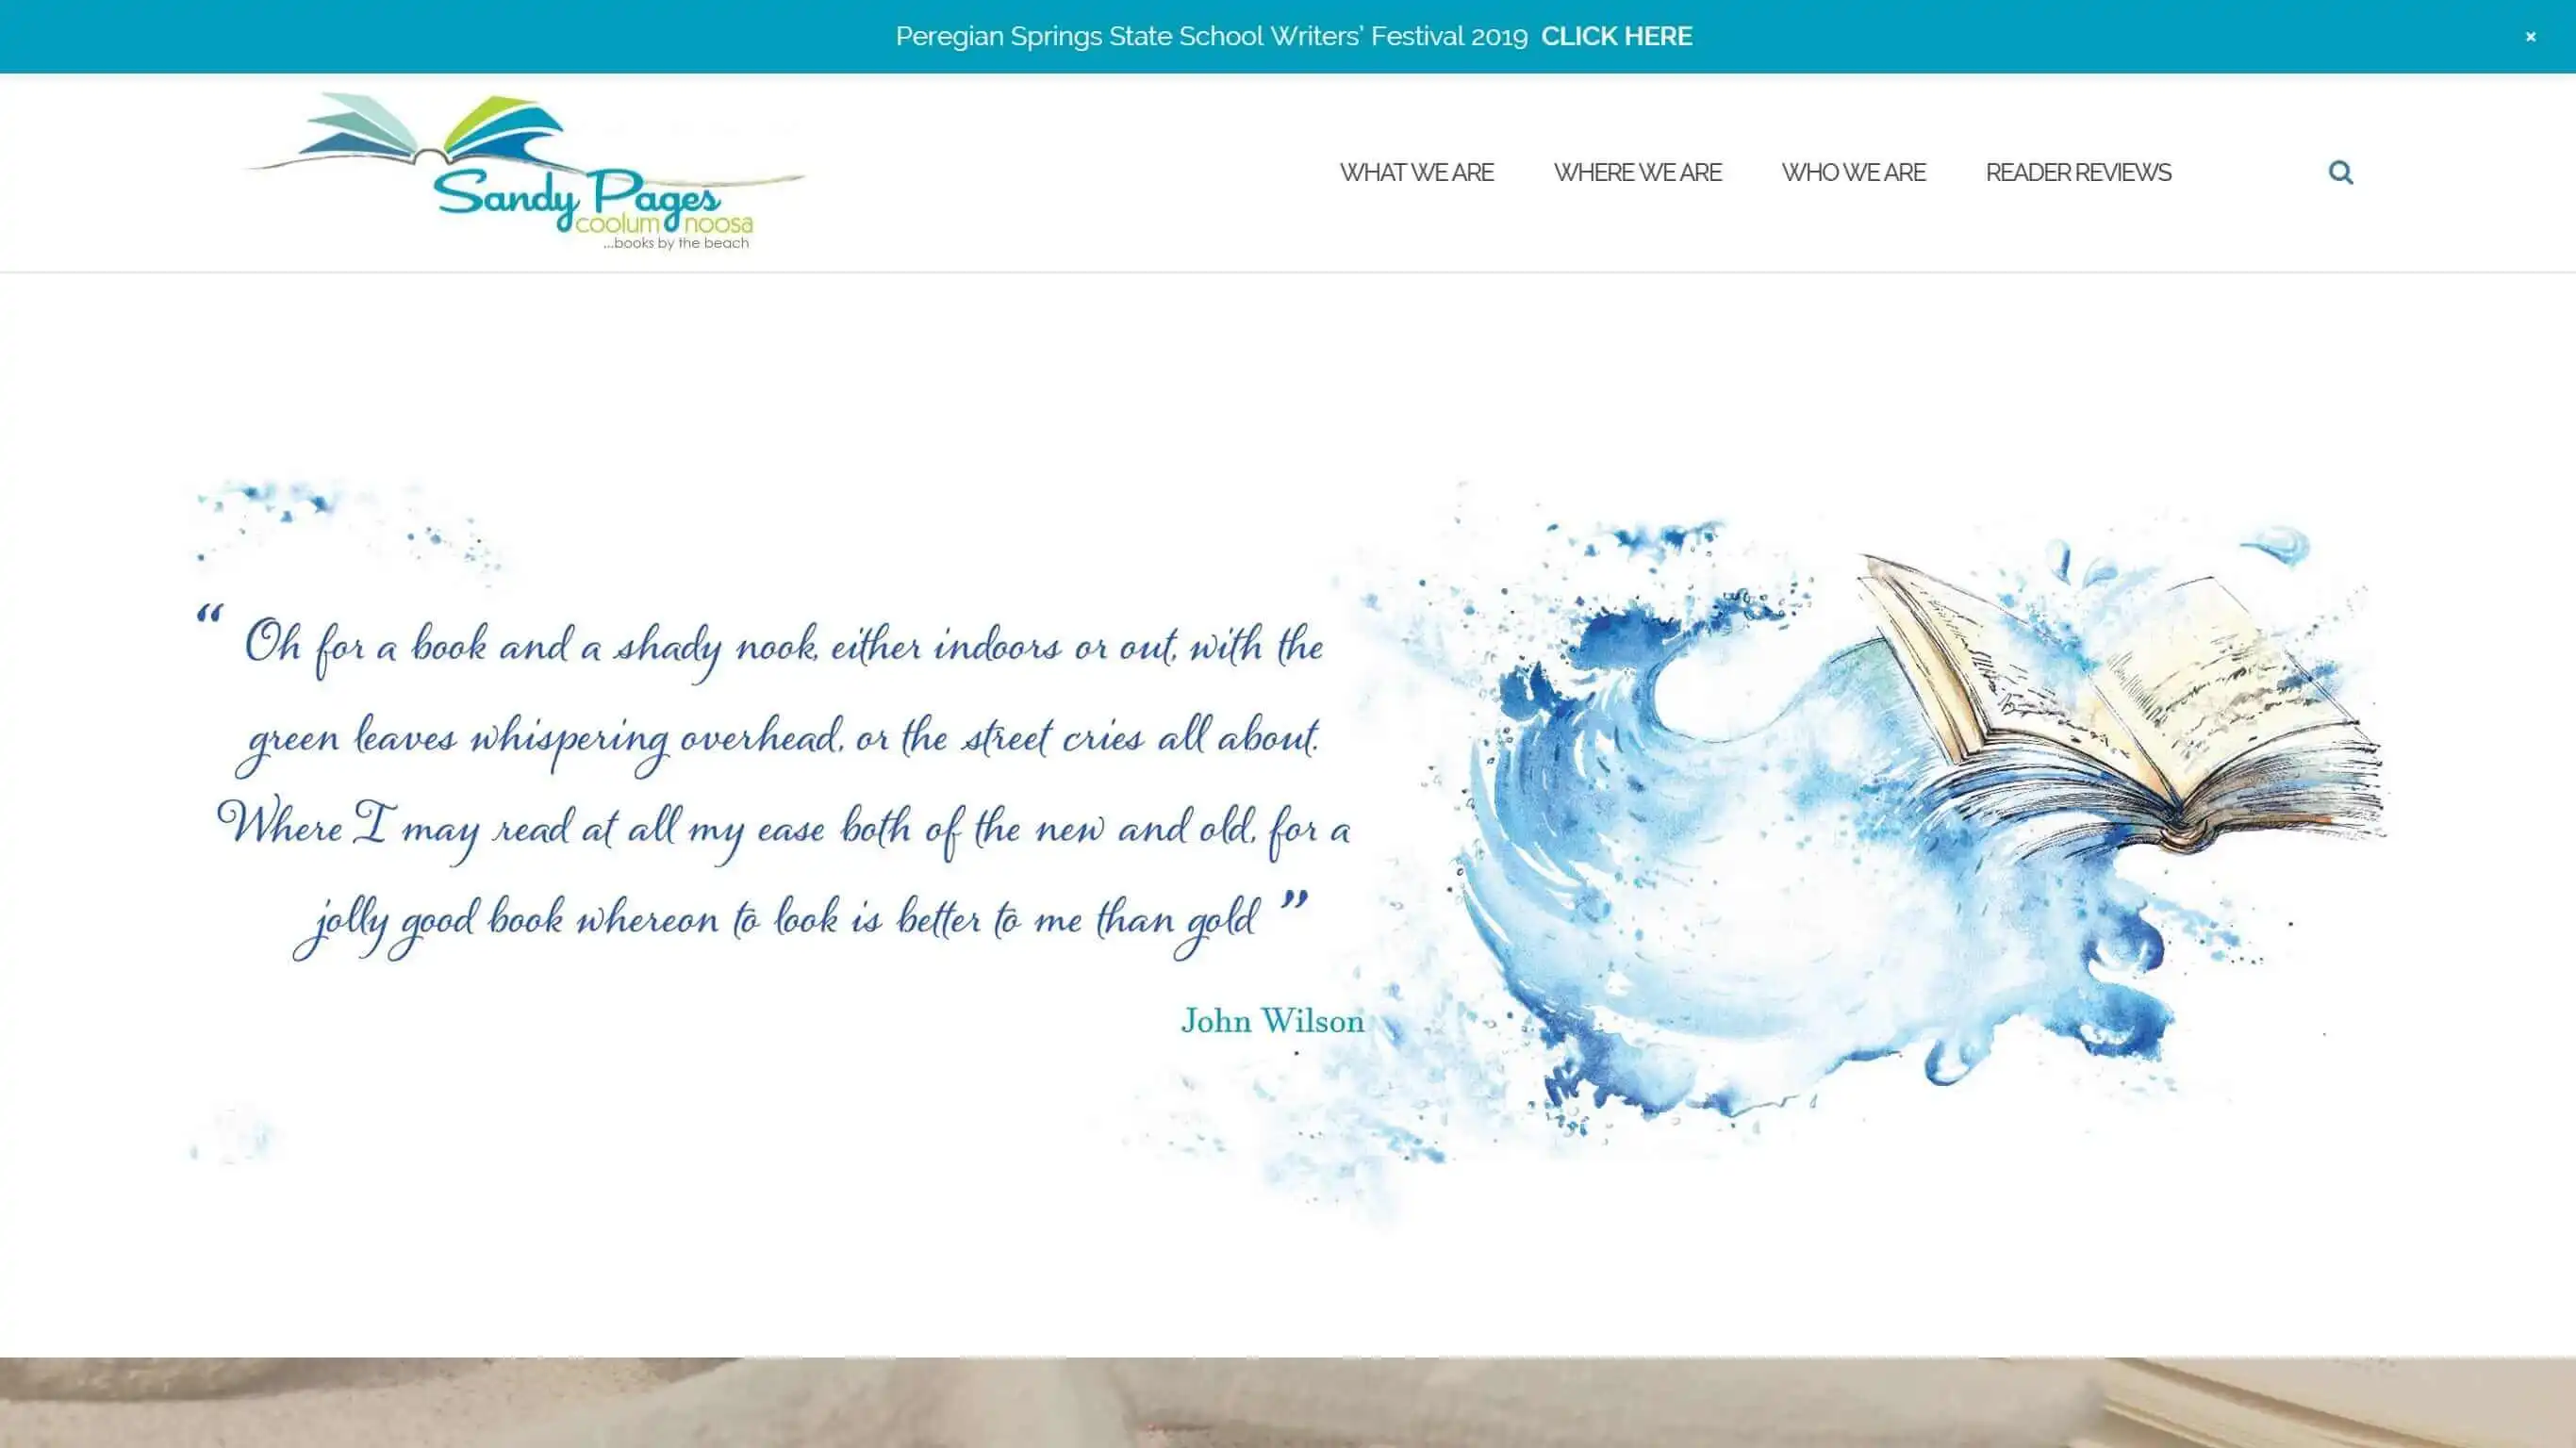 Peregian Springs State School Writers' Festival 2019 CLICK HERE
×
Sandy Pages
coolum noosa
...books by the beach
WHAT WE ARE
WHERE WE ARE
WHO WE ARE
READER REVIEWS
“ Oh for a book and a shady nook, either indoors or out, with the
green leaves whispering overhead, or the street cries all about.
Where I may read at all my ease both of the new and old, for a
jolly good book whereon to look is better to me than gold ”
John Wilson